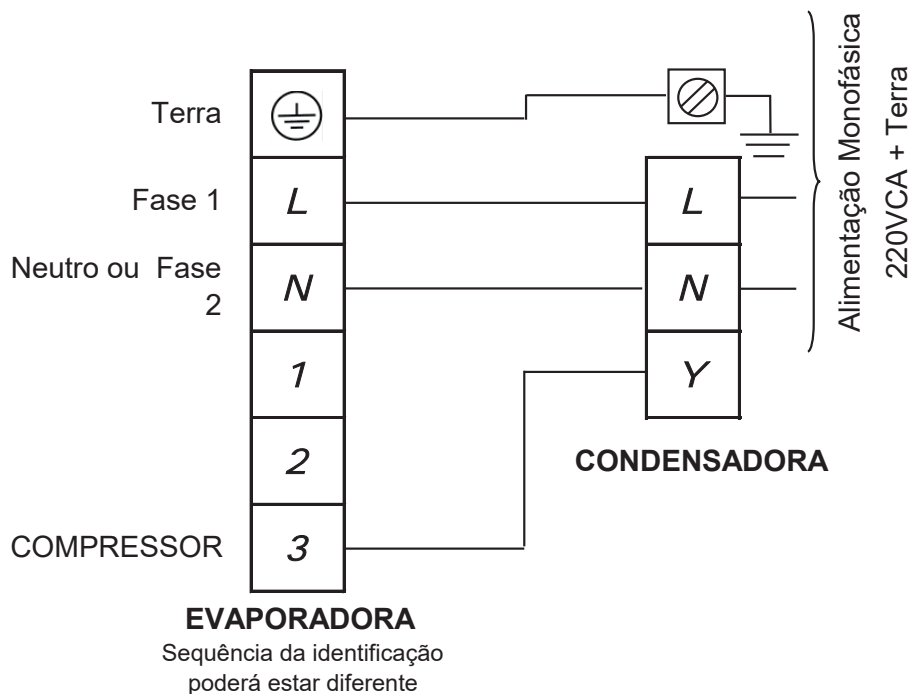 Terra
Fase 1
L
L
Neutro ou Fase
2
N
N
1
Y
2
COMPRESSOR
3
CONDENSADORA
EVAPORADORA
Sequência da identificação
poderá estar diferente
Alimentação Monofásica
220VCA + Terra